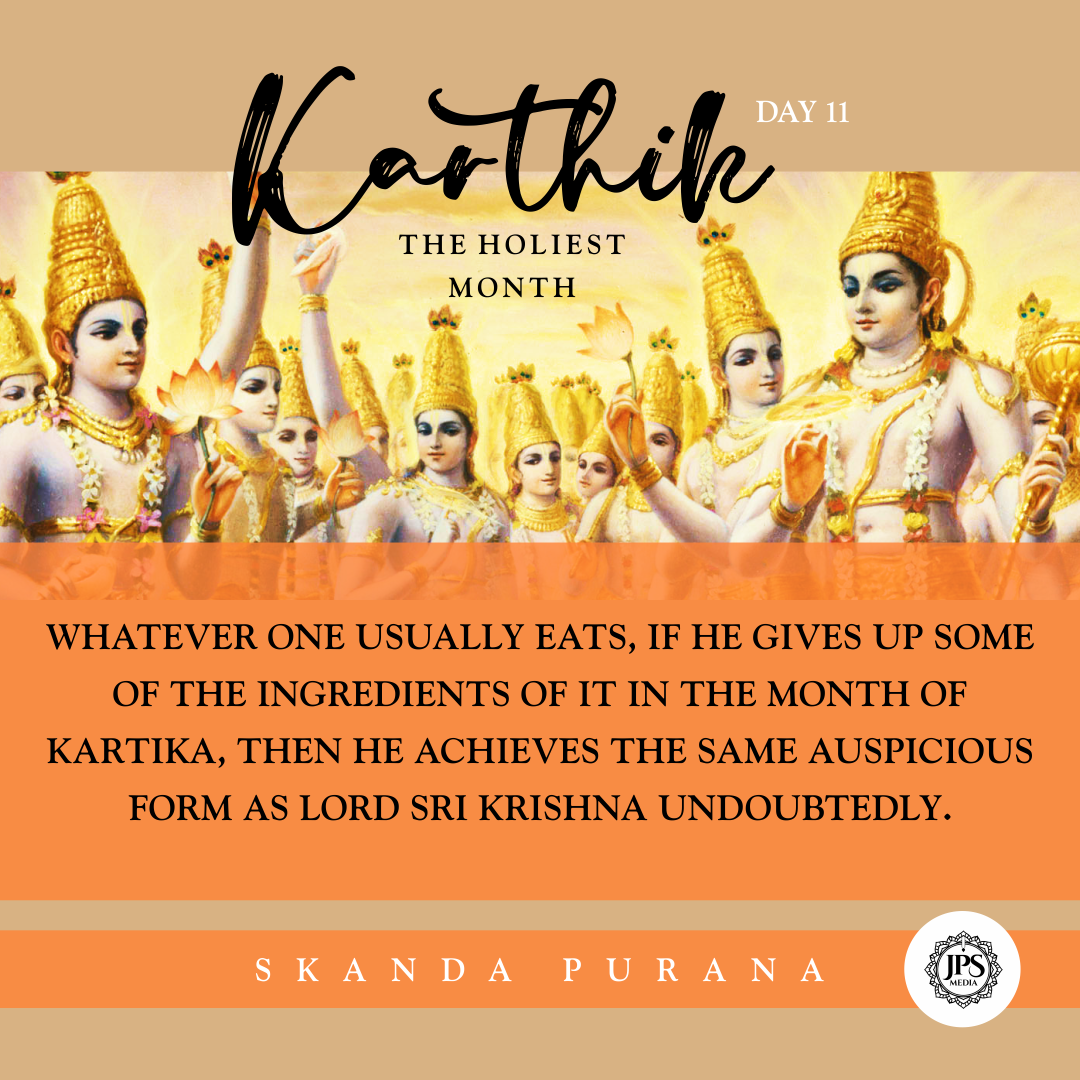 Karthik
DAY 11
THE HOLIEST
MONTH
WHATEVER ONE USUALLY EATS, IF HE GIVES UP SOME
OF THE INGREDIENTS OF IT IN THE MONTH OF
KARTIKA, THEN HE ACHIEVES THE SAME AUSPICIOUS
FORM AS LORD SRI KRISHNA UNDOUBTEDLY.
SKANDA PURANA
JPS
MEDIA